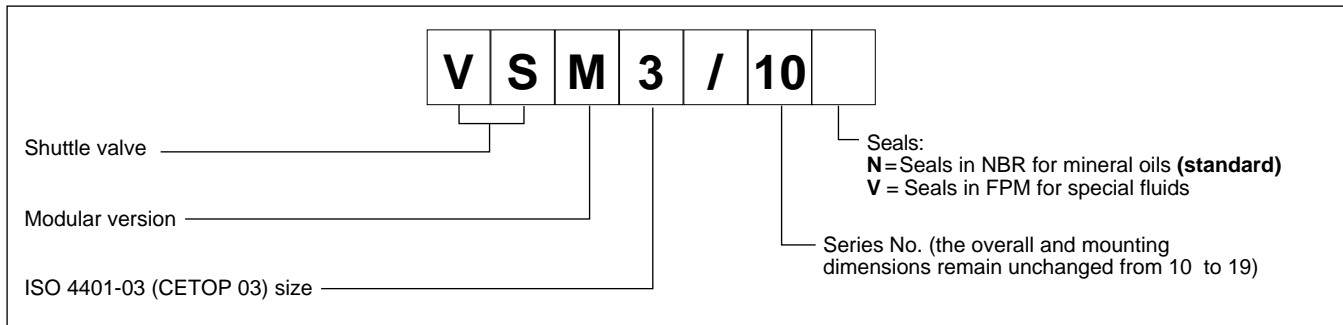 V S M 3 / 10
Shuttle valve
Seals:
N=Seals in NBR for mineral oils (standard)
V = Seals in FPM for special fluids
Modular version
Series No. (the overall and mounting
dimensions remain unchanged from 10 to 19)
ISO 4401-03 (CETOP 03) size